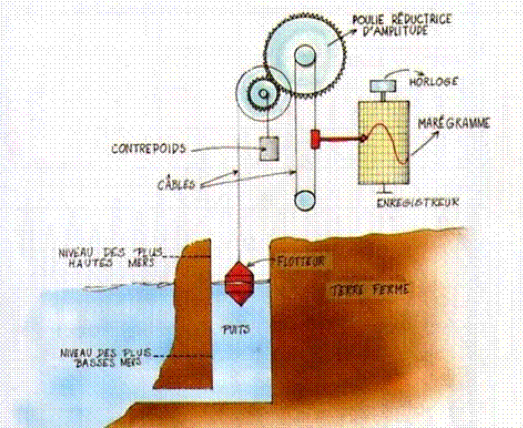 POULIE RÉDUCTRICE
D'AMPLITUDE
HORLOGE
MARÉGRAMME
CONTREPOIDS
CÂBLES
ENREGISTREUR
NIVEAU DES PLUS
HAUTES MERS
FLOTTEUR
TERRE FERME
PUITS
NIVEAU DES PLUS
BASSES MERS